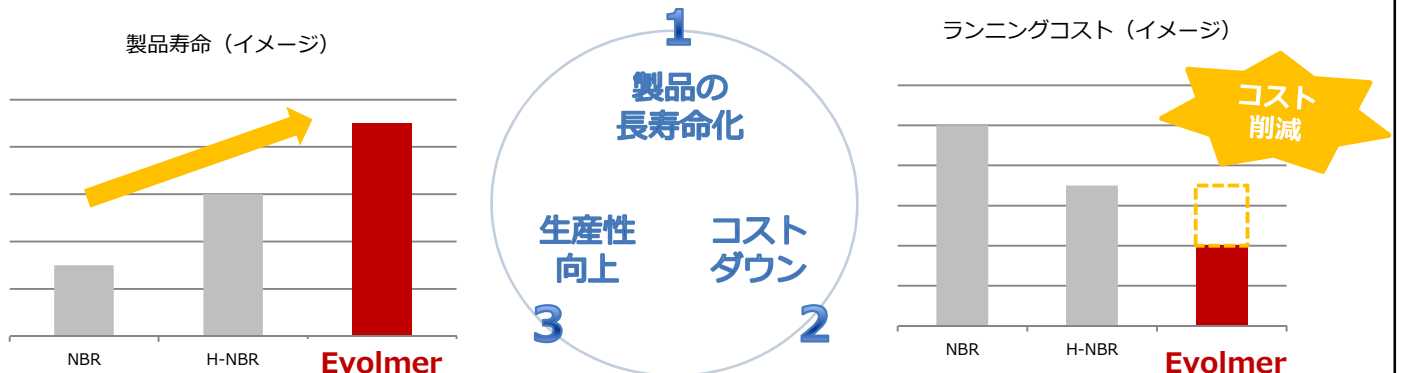 製品寿命（イメージ）
NBR
H-NBR
Evolmer
1
製品の
長寿命化
生産性
向上
コスト
ダウン
3
2
ランニングコスト（イメージ）
コスト
削減
NBR
H-NBR
Evolmer